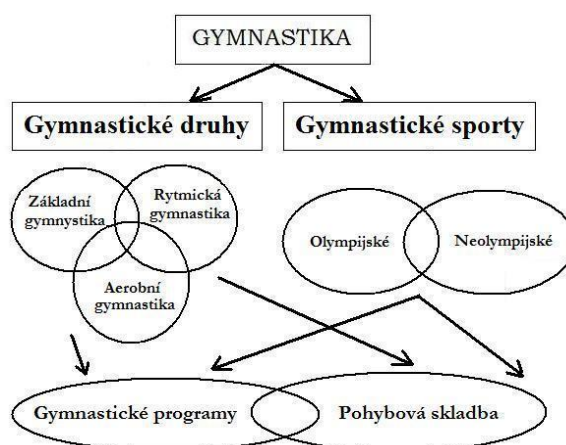 GYMNASTIKA
Gymnastické druhy
Gymnastické sporty
Základní
gymnystika
Rytmická
gymnastika
Aerobní
gymnastika
Olympijské
Neolympijské
Gymnastické programy
Pohybová skladba